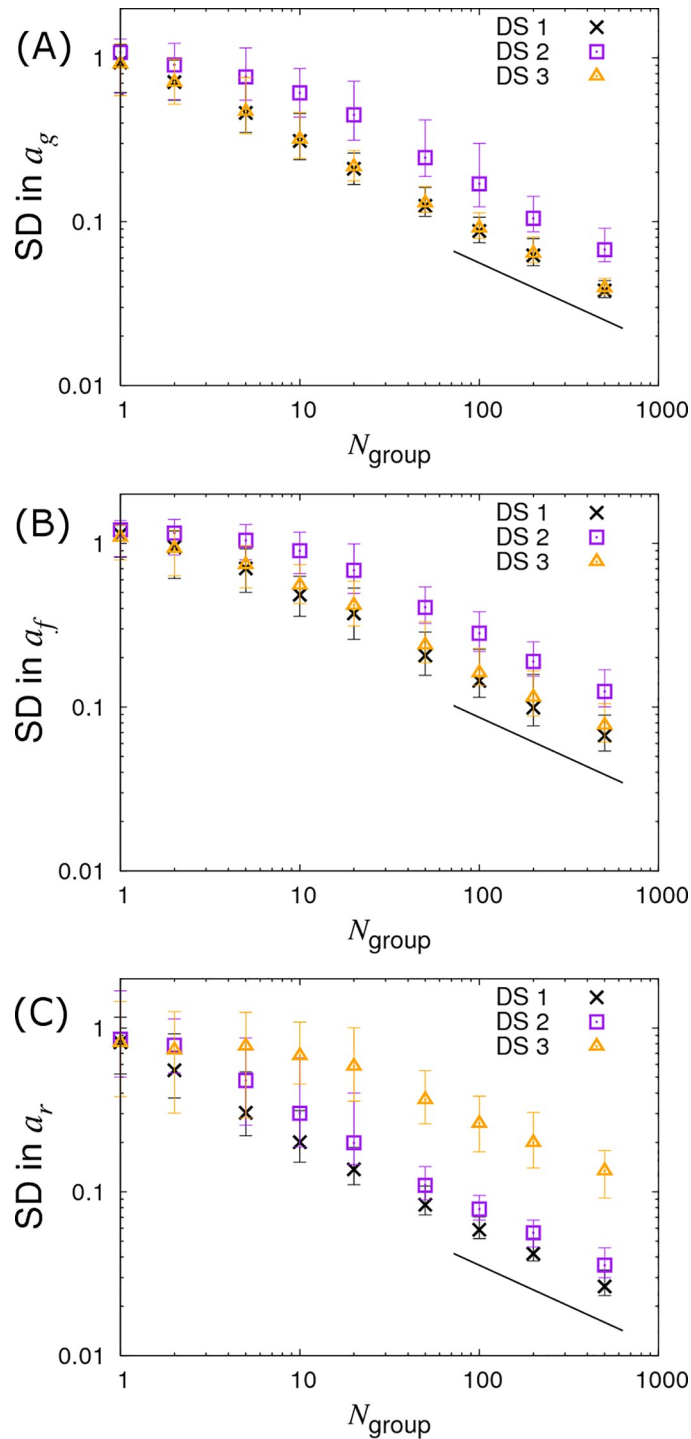 (A)
SD in a_g
DS 1
DS 2
DS 3
1
0.1
0.01
1 10 100 1000
N_group
(B)
SD in a_f
DS 1
DS 2
DS 3
1
0.1
0.01
1 10 100 1000
N_group
(C)
SD in a_r
DS 1
DS 2
DS 3
1
0.1
0.01
1 10 100 1000
N_group